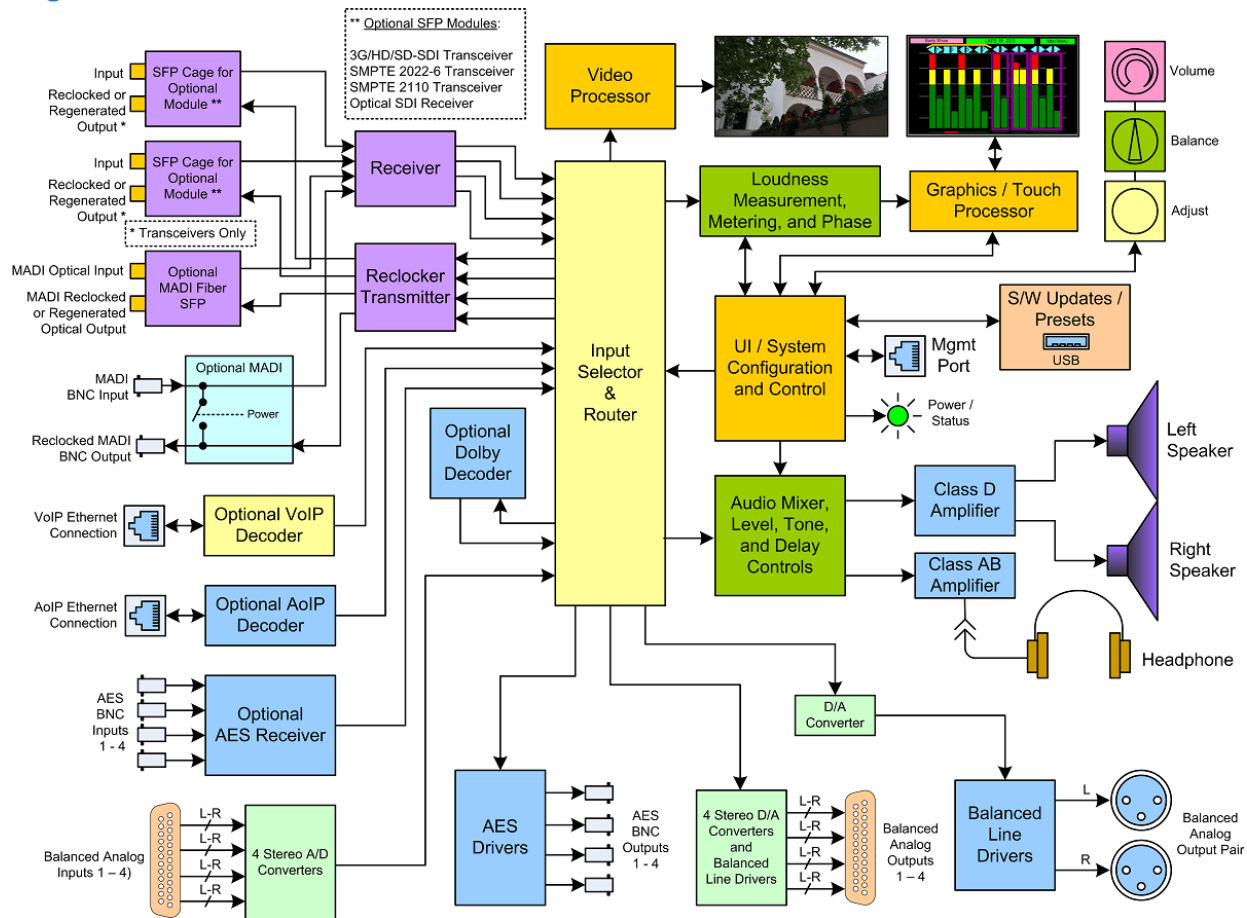 ** Optional SFP Modules:
3G/HD/SD-SDI Transceiver
SMPTE 2022-6 Transceiver
SMPTE 2110 Transceiver
Optical SDI Receiver
Input
Reclocked or
Regenerated
Output *
SFP Cage for
Optional
Module **
Input
Reclocked or
Regenerated
Output *
SFP Cage for
Optional
Module **
* Transceivers Only
MADI Optical Input
MADI Reclocked
or Regenerated
Optical Output
Optional
MADI Fiber
SFP
Receiver
Reclocker
Transmitter
Video
Processor
Volume
Balance
Adjust
Loudness
Measurement,
Metering, and Phase
Graphics / Touch
Processor
S/W Updates /
Presets
USB
UI / System
Configuration
and Control
Mgmt
Port
Power /
Status
Input
Selector
&
Router
MADI
BNC Input
Reclocked MADI
BNC Output
Optional MADI
Power
Optional
Dolby
Decoder
VoIP Ethernet
Connection
Optional VoIP
Decoder
AoIP Ethernet
Connection
Optional AoIP
Decoder
Audio Mixer,
Level, Tone,
and Delay
Controls
Class D
Amplifier
Class AB
Amplifier
Left
Speaker
Right
Speaker
Headphone
AES
BNC
Inputs
1 - 4
Optional
AES Receiver
D/A
Converter
Balanced Analog
Inputs 1 – 4)
L-R
L-R
L-R
L-R
4 Stereo A/D
Converters
AES
Drivers
AES
BNC
Outputs
1 - 4
4 Stereo D/A
Converters
and
Balanced
Line Drivers
L-R
L-R
L-R
L-R
Balanced
Analog
Outputs
1 – 4
Balanced
Line
Drivers
L
R
Balanced
Analog
Output Pair